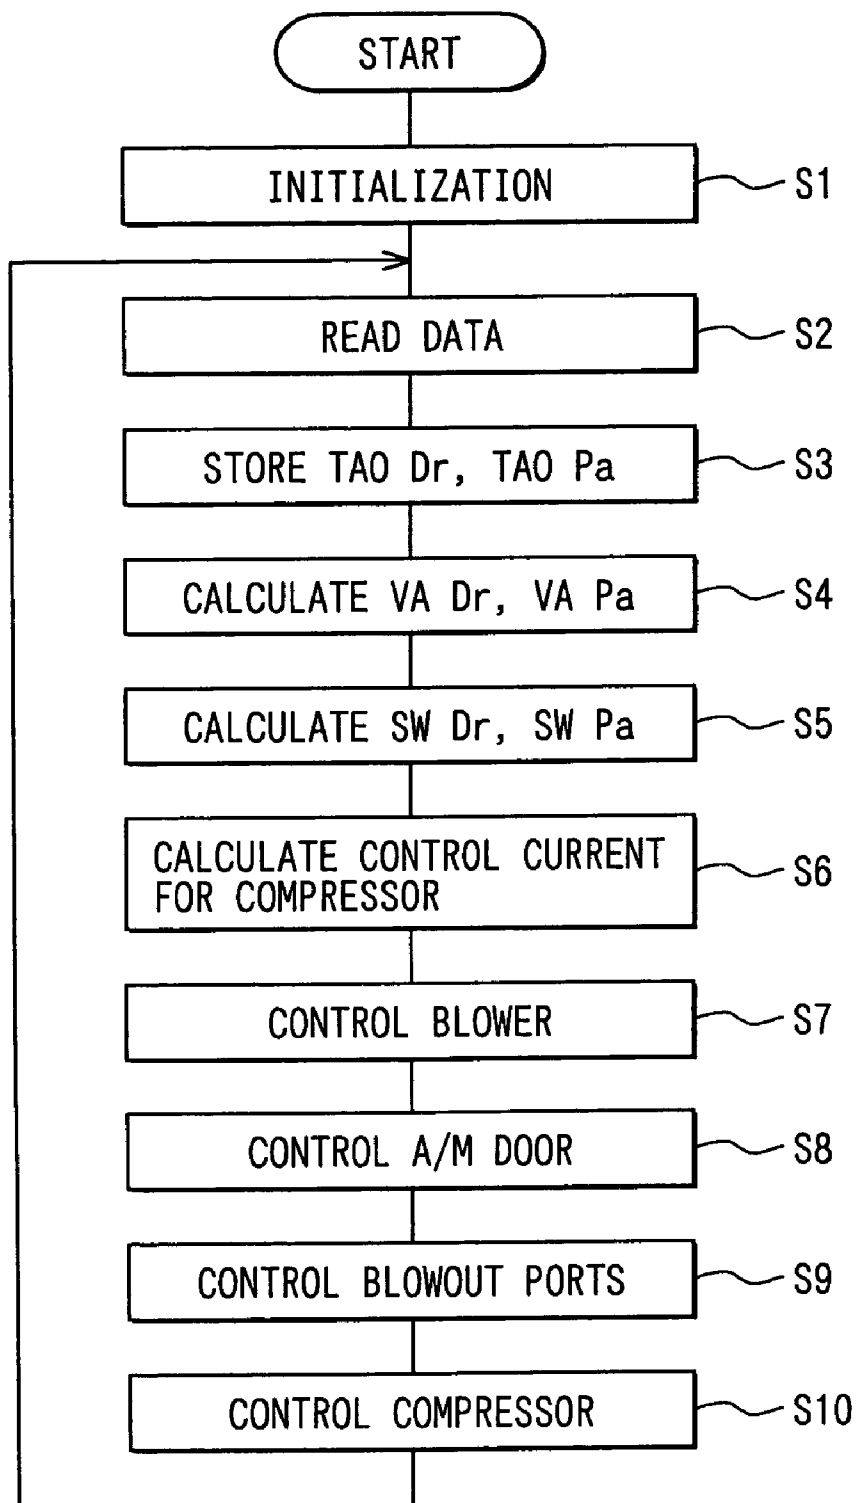 START
INITIALIZATION
S1
READ DATA
S2
STORE TAO Dr, TAO Pa
S3
CALCULATE VA Dr, VA Pa
S4
CALCULATE SW Dr, SW Pa
S5
CALCULATE CONTROL CURRENT
FOR COMPRESSOR
S6
CONTROL BLOWER
S7
CONTROL A/M DOOR
S8
CONTROL BLOWOUT PORTS
S9
CONTROL COMPRESSOR
S10